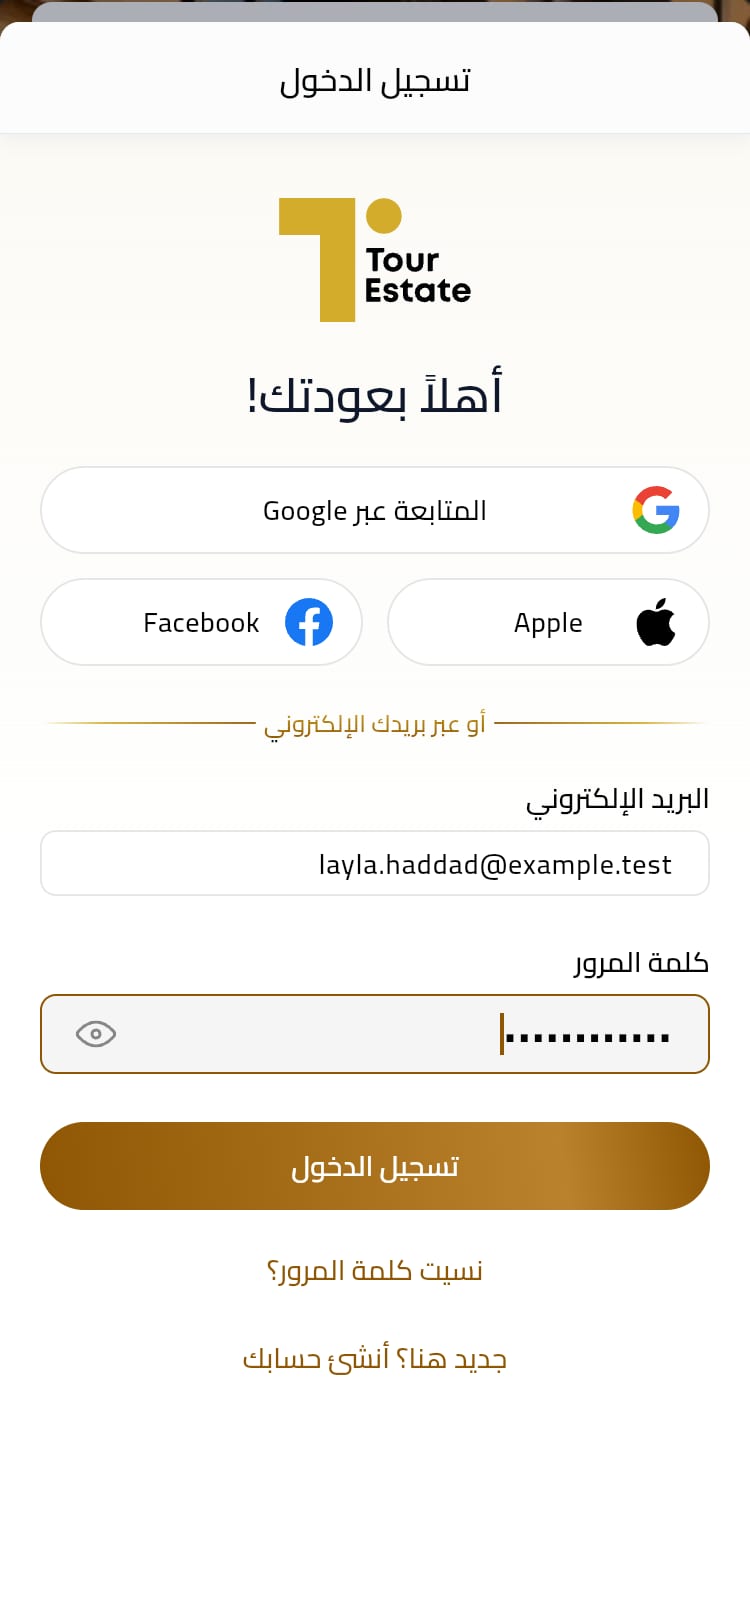 تسجيل الدخول
Tour
Estate
أهلاً بعودتك!
المتابعة عبر Google
Apple
Facebook
أو عبر بريدك الإلكتروني
البريد الإلكتروني
layla.haddad@example.test
كلمة المرور
............
تسجيل الدخول
نسيت كلمة المرور؟
جديد هنا؟ أنشئ حسابك